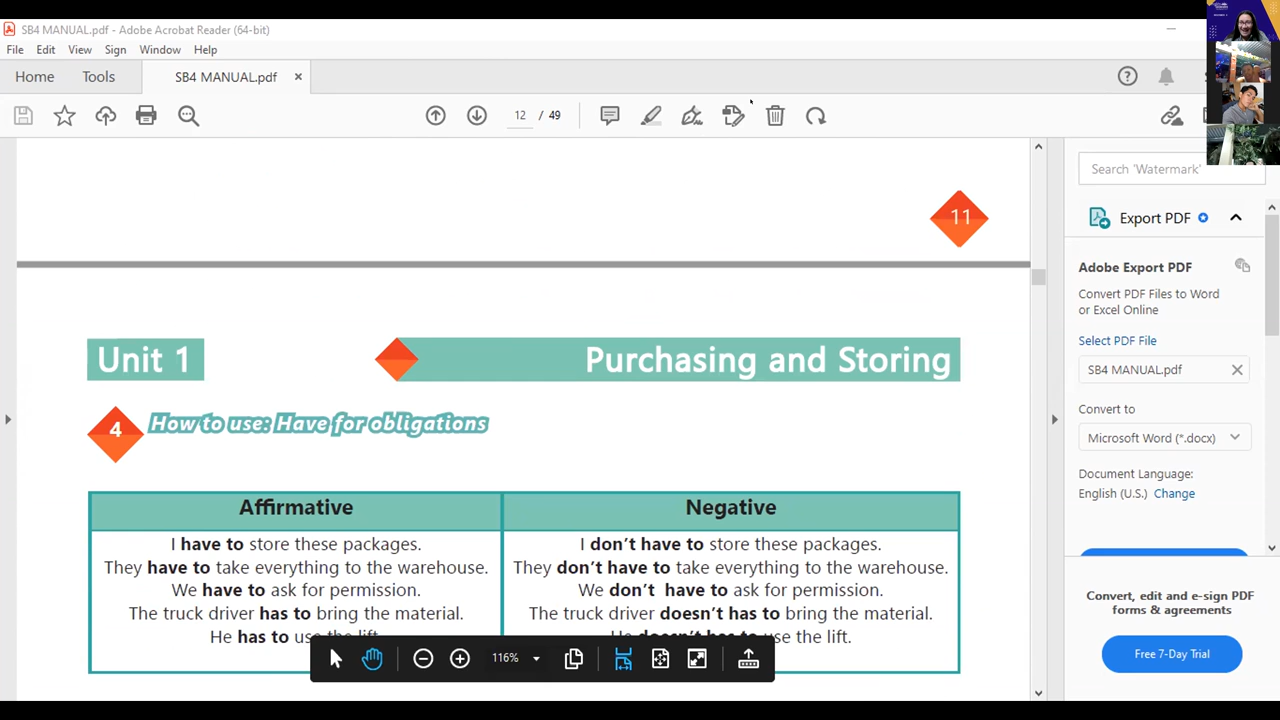 SB4 MANUAL.pdf - Adobe Acrobat Reader (64-bit)
File Edit View Sign Window Help
Home Tools SB4 MANUAL.pdf ×
12 / 49
Search 'Watermark'
11
Export PDF
Adobe Export PDF
Convert PDF Files to Word
or Excel Online
Select PDF File
SB4 MANUAL.pdf
Convert to
Microsoft Word (*.docx)
Document Language:
English (U.S.) Change
Convert, edit and e-sign PDF
forms & agreements
Free 7-Day Trial
Unit 1
Purchasing and Storing
4 How to use: Have for obligations
Affirmative
I have to store these packages.
They have to take everything to the warehouse.
We have to ask for permission.
The truck driver has to bring the material.
He has to use the lift.
Negative
I don't have to store these packages.
They don't have to take everything to the warehouse.
We don't have to ask for permission.
The truck driver doesn't has to bring the material.
He doesn't has to use the lift.
116%